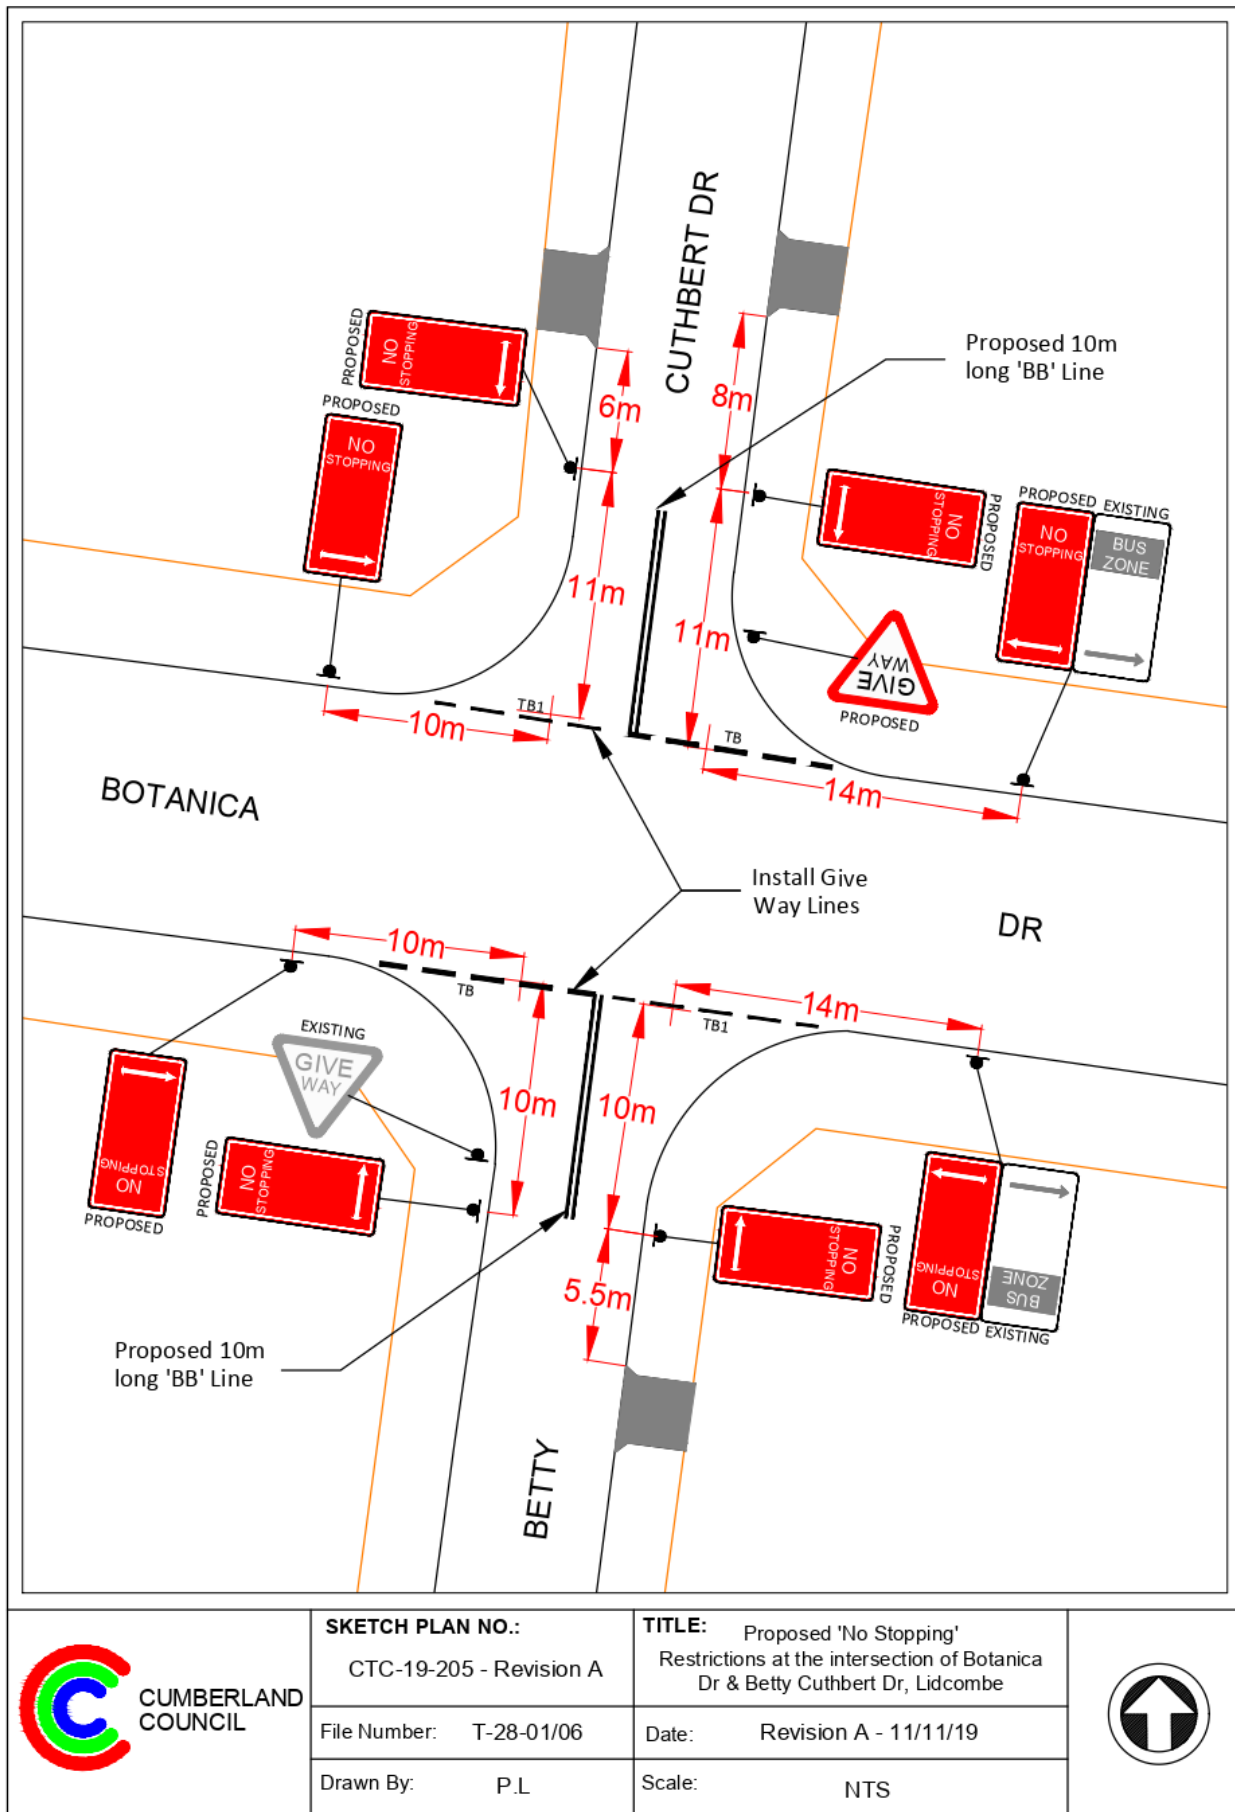 CUTHBERT DR
PROPOSED
NO
STOPPING
PROPOSED
NO
STOPPING
6m
8m
Proposed 10m
long 'BB' Line
11m
11m
NO
STOPPING
PROPOSED
PROPOSED
NO
STOPPING
EXISTING
BUS
ZONE
GIVE
WAY
PROPOSED
TB1
TB
10m
14m
BOTANICA
Install Give
Way Lines
DR
10m
14m
TB
TB1
EXISTING
GIVE
WAY
10m
10m
NO
STOPPING
PROPOSED
PROPOSED
NO
STOPPING
5.5m
NO
STOPPING
PROPOSED
NO
STOPPING
PROPOSED
BUS
ZONE
EXISTING
Proposed 10m
long 'BB' Line
BETTY
CUMBERLAND
COUNCIL
SKETCH PLAN NO.:
CTC-19-205 - Revision A
TITLE: Proposed 'No Stopping'
Restrictions at the intersection of Botanica
Dr & Betty Cuthbert Dr, Lidcombe
File Number: T-28-01/06
Date: Revision A - 11/11/19
Drawn By: P.L
Scale: NTS